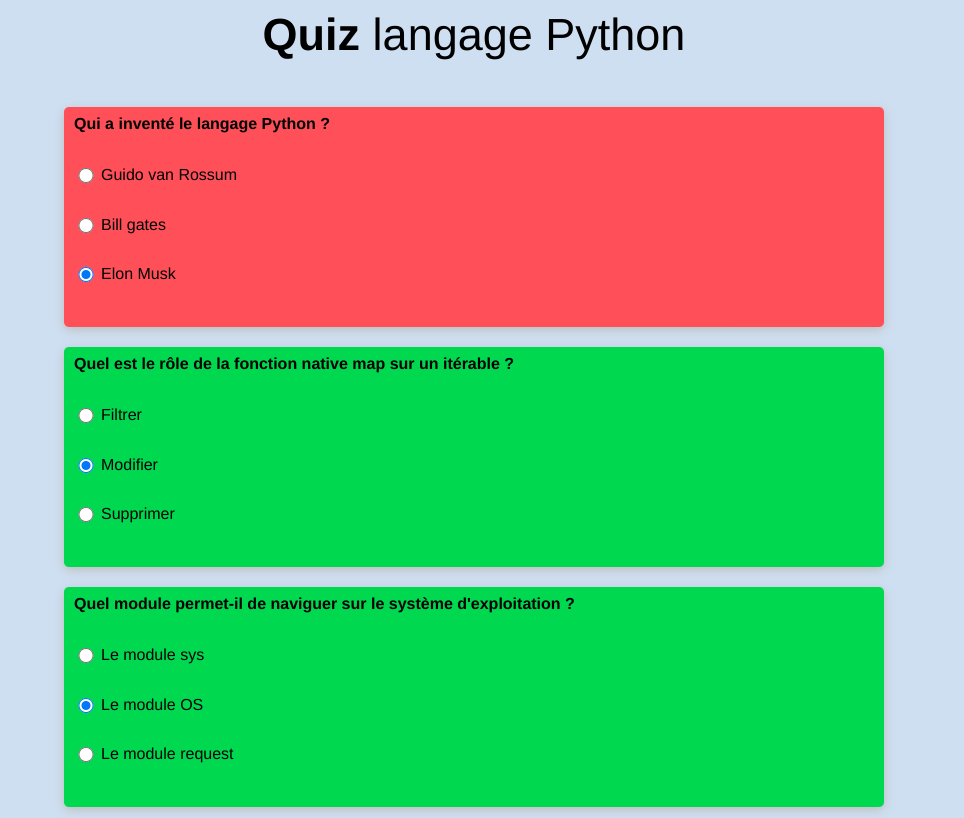 Quiz langage Python
Qui a inventé le langage Python ?
Guido van Rossum
Bill gates
Elon Musk
Quel est le rôle de la fonction native map sur un itérable ?
Filtrer
Modifier
Supprimer
Quel module permet-il de naviguer sur le système d'exploitation ?
Le module sys
Le module OS
Le module request